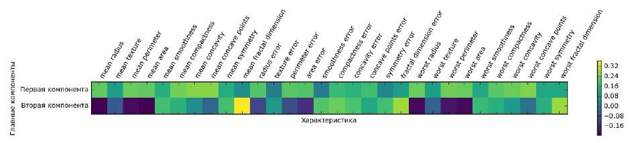 mean radius
mean texture
mean perimeter
mean area
mean smoothness
mean compactness
mean concavity
mean concave points
mean symmetry
mean fractal dimension
radius error
texture error
perimeter error
area error
smoothness error
compactness error
concavity error
concave points error
symmetry error
fractal dimension error
worst radius
worst texture
worst perimeter
worst area
worst smoothness
worst compactness
worst concavity
worst concave points
worst symmetry
worst fractal dimension
Главные компоненты
Первая компонента
Вторая компонента
Характеристика
0.32
0.24
0.16
0.08
0.00
−0.08
−0.16